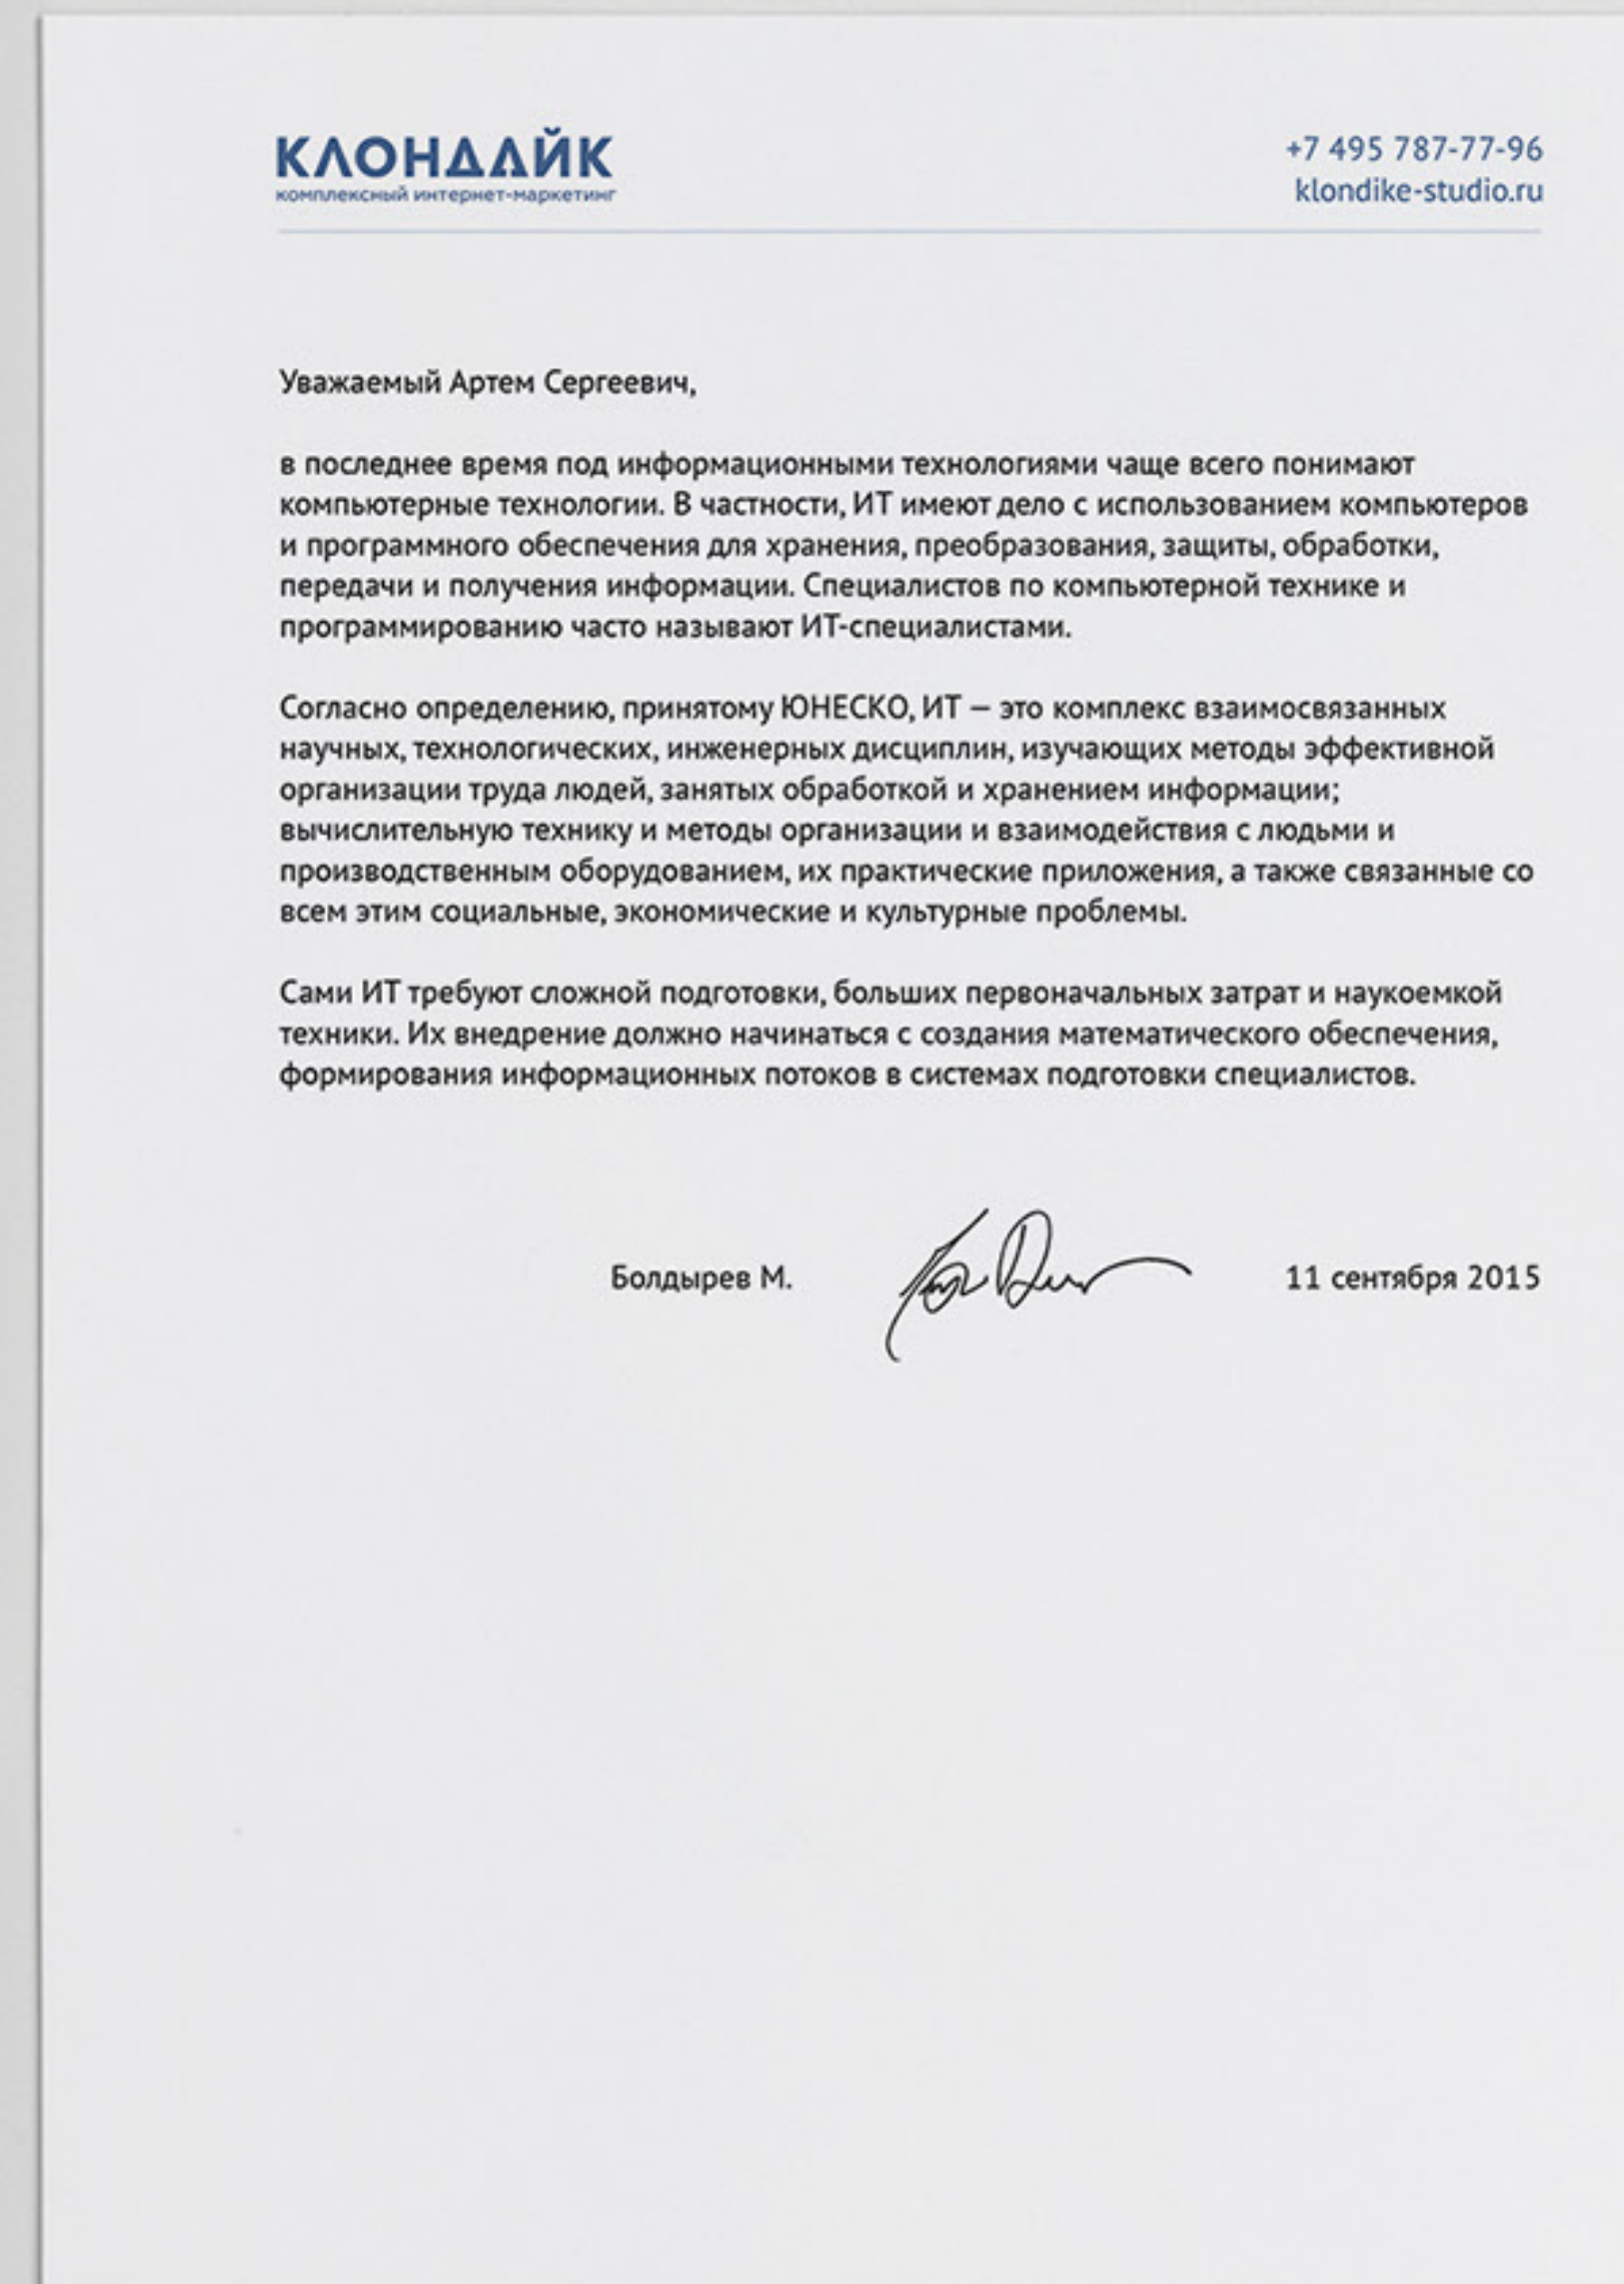 КЛОНДАЙК
комплексный интернет-маркетинг
+7 495 787-77-96
klondike-studio.ru
Уважаемый Артем Сергеевич,
в последнее время под информационными технологиями чаще всего понимают
компьютерные технологии. В частности, ИТ имеют дело с использованием компьютеров
и программного обеспечения для хранения, преобразования, защиты, обработки,
передачи и получения информации. Специалистов по компьютерной технике и
программированию часто называют ИТ-специалистами.
Согласно определению, принятому ЮНЕСКО, ИТ — это комплекс взаимосвязанных
научных, технологических, инженерных дисциплин, изучающих методы эффективной
организации труда людей, занятых обработкой и хранением информации;
вычислительную технику и методы организации и взаимодействия с людьми и
производственным оборудованием, их практические приложения, а также связанные со
всем этим социальные, экономические и культурные проблемы.
Сами ИТ требуют сложной подготовки, больших первоначальных затрат и наукоемкой
техники. Их внедрение должно начинаться с создания математического обеспечения,
формирования информационных потоков в системах подготовки специалистов.
Болдырев М.
11 сентября 2015